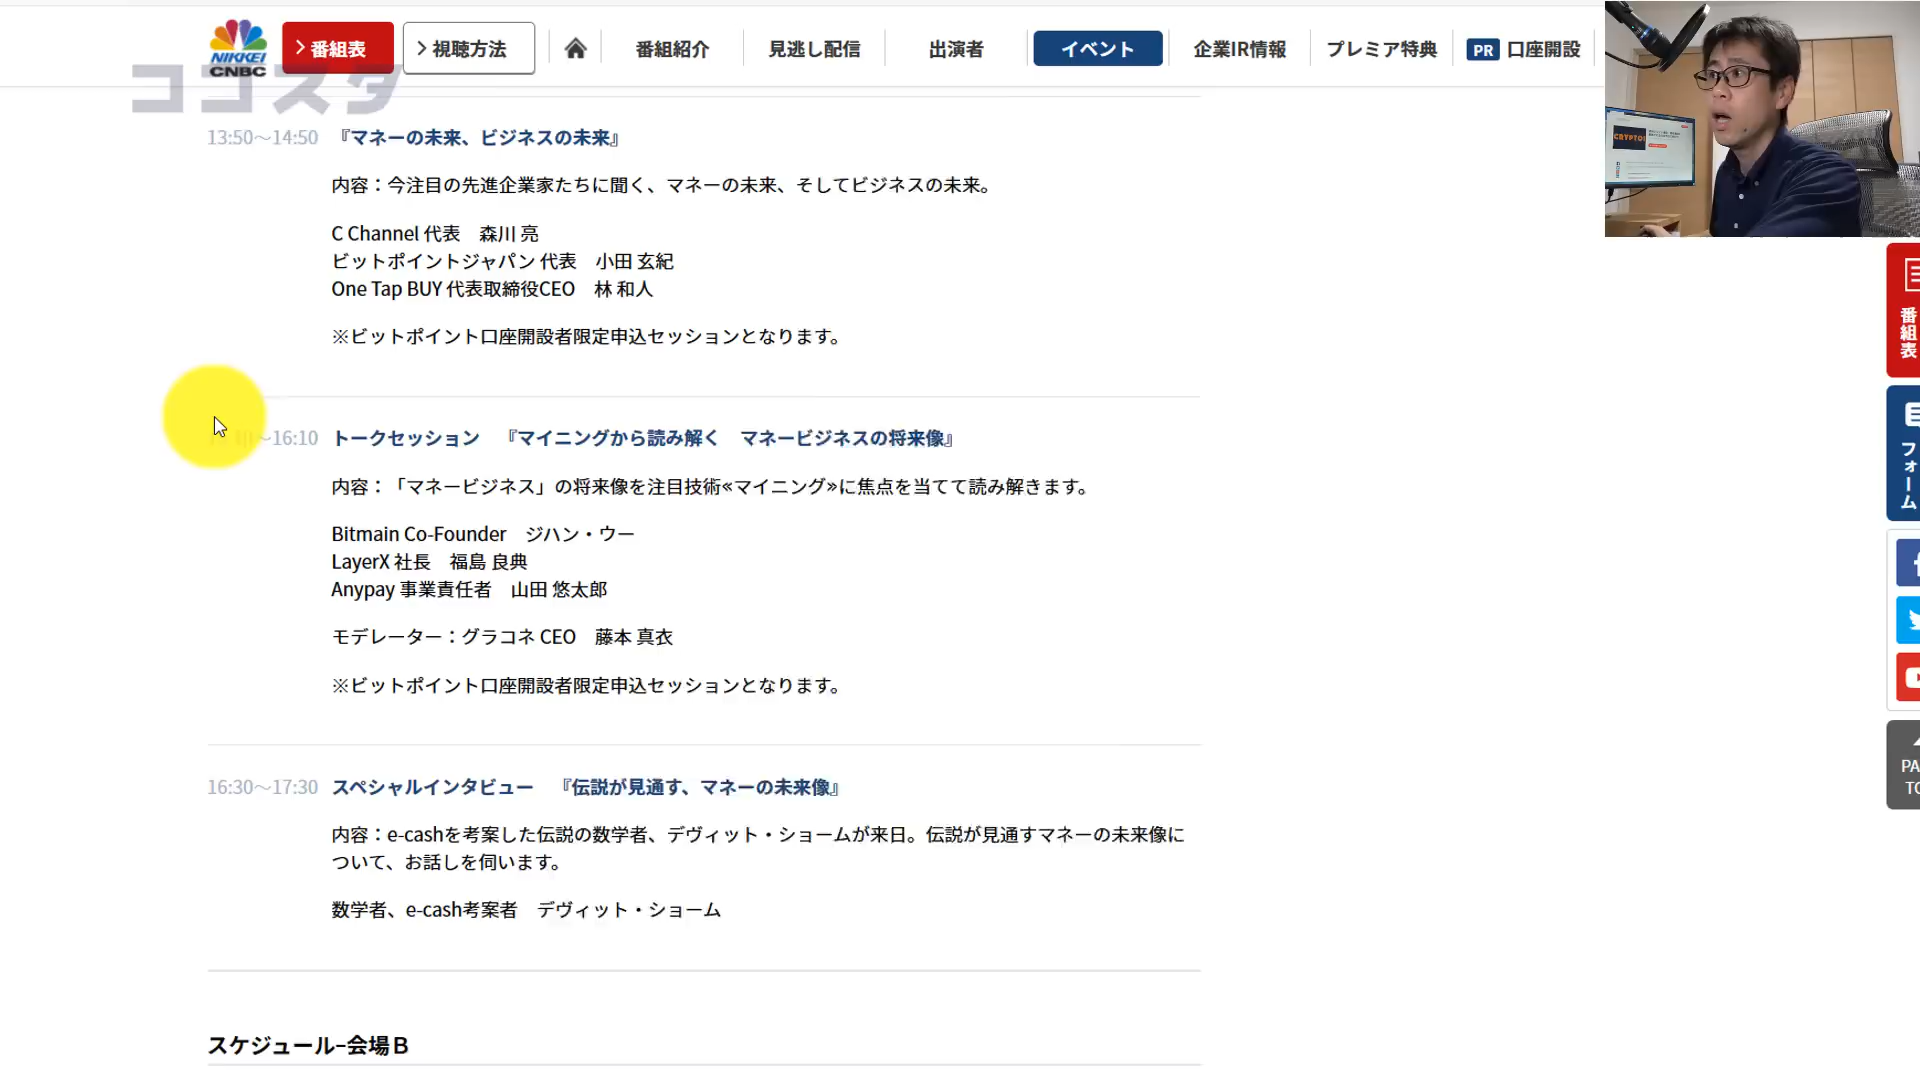 NIKKEI
CNBC
番組表
視聴方法
番組紹介
見逃し配信
出演者
イベント
企業IR情報
プレミア特典
PR 口座開設
ココスタ
CRYPTO
13:50～14:50 『マネーの未来、ビジネスの未来』
内容：今注目の先進企業家たちに聞く、マネーの未来、そしてビジネスの未来。
C Channel 代表　森川 亮
ビットポイントジャパン 代表　小田 玄紀
One Tap BUY 代表取締役CEO　林 和人
※ビットポイント口座開設者限定申込セッションとなります。
～16:10 トークセッション　『マイニングから読み解く　マネービジネスの将来像』
内容：「マネービジネス」の将来像を注目技術≪マイニング≫に焦点を当てて読み解きます。
Bitmain Co-Founder　ジハン・ウー
LayerX 社長　福島 良典
Anypay 事業責任者　山田 悠太郎
モデレーター：グラコネ CEO　藤本 真衣
※ビットポイント口座開設者限定申込セッションとなります。
16:30～17:30 スペシャルインタビュー　『伝説が見通す、マネーの未来像』
内容：e-cashを考案した伝説の数学者、デヴィット・ショームが来日。伝説が見通すマネーの未来像に
ついて、お話しを伺います。
数学者、e-cash考案者　デヴィット・ショーム
スケジュール−会場B
番組表
フォーム
PA
TO